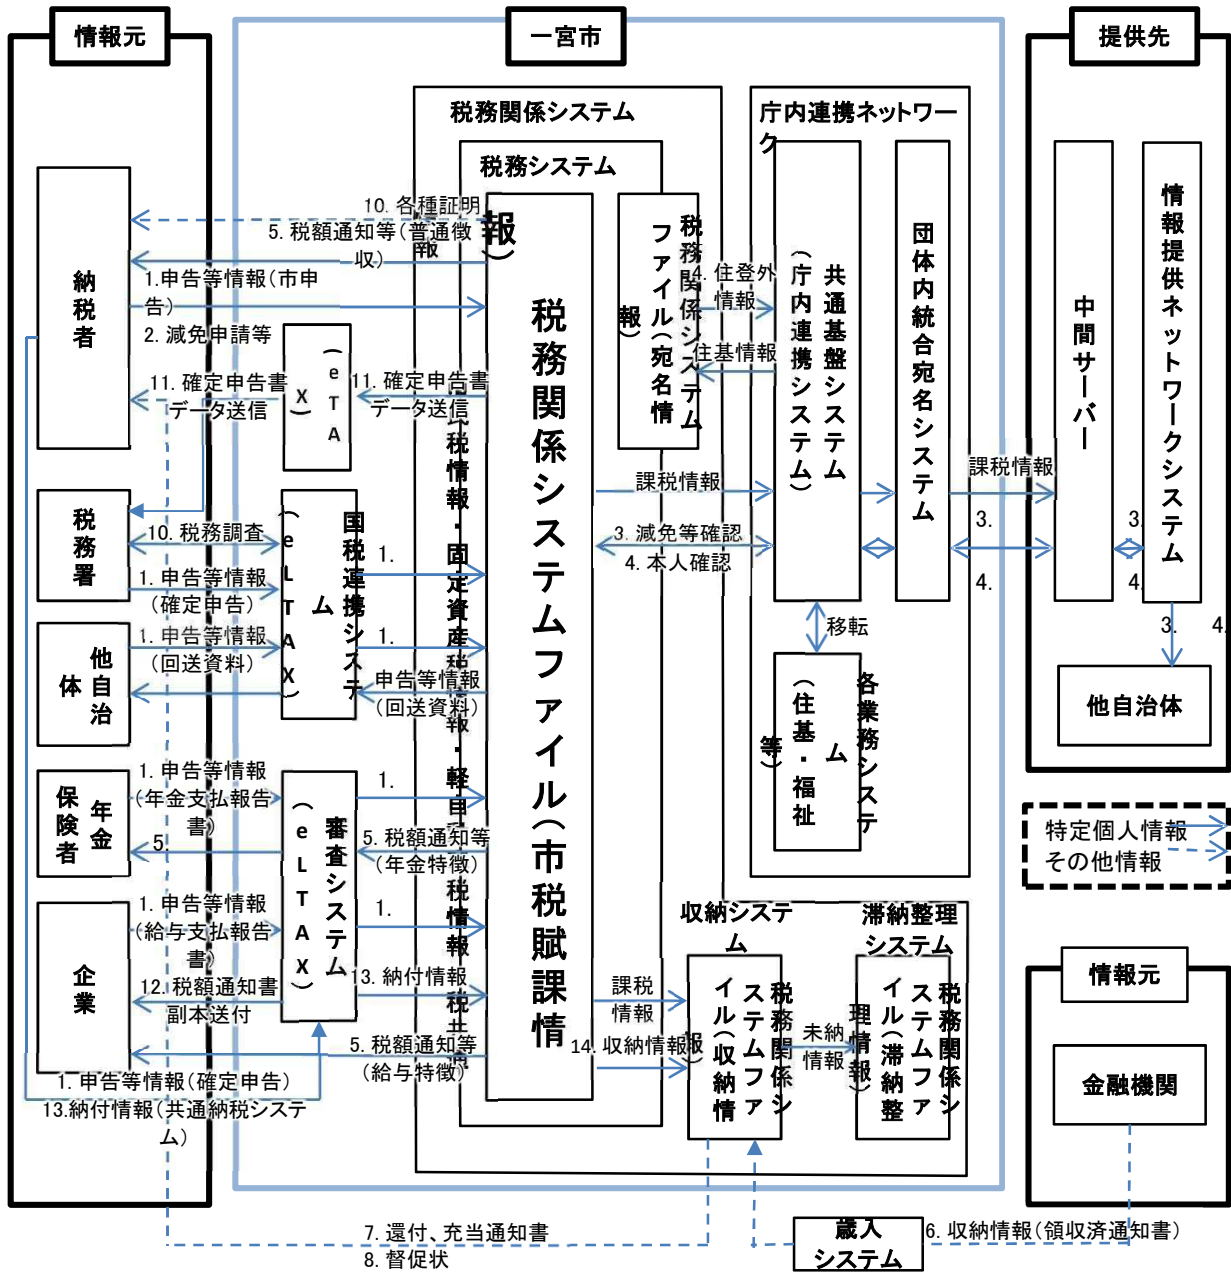 情報元
一宮市
提供先
税務関係システム
税務システム
庁内連携ネットワー
ク
納税者
10. 各種証明
5. 税額通知等(普通徴
収)
1.申告等情報(市申
告)
2. 減免申請等
11. 確定申告書
データ送信
(eTA
X)
11. 確定申告書
データ送信
税務署
10. 税務調査
1. 申告等情報
(確定申告)
国税連携システ
ム
(eLTAX)
1.
他自治
体
1. 申告等情報
(回送資料)
1.
申告等情報
(回送資料)
年金
保険者
1. 申告等情報
(年金支払報告
書)
5.
審査システム
(eLTAX)
1.
5. 税額通知等
(年金特徴)
企業
1. 申告等情報
(給与支払報告
書)
1.
12. 税額通知書
副本送付
13. 納付情報
5. 税額通知等
(給与特徴)
1. 申告等情報(確定申告)
13.納付情報(共通納税システ
ム)
税務関係システムファイル(市税賦課情
報)
税情報・固定資産税
報・軽自
税情報
税共通
報
税務関係システム
ファイル(宛名情
報)
4. 住登外
情報
住基情報
課税情報
3. 減免等確認
4. 本人確認
共通基盤システム
(庁内連携システム)
団体内統合宛名システム
移転
各業務システ
ム
(住基・福祉
等)
課税情報
3.
4.
中間サーバー
3.
4.
情報提供ネットワークシステム
3.
4.
他自治体
特定個人情報
その他情報
収納システ
ム
滞納整理
システム
課税
情報
14. 収納情報
税務関係シ
ステムファ
イル(収納情
報)
未納
情報
税務関係シ
ステムファ
イル(滞納整
理情報)
情報元
金融機関
7. 還付、充当通知書
8. 督促状
歳入
システム
6. 収納情報(領収済通知書)